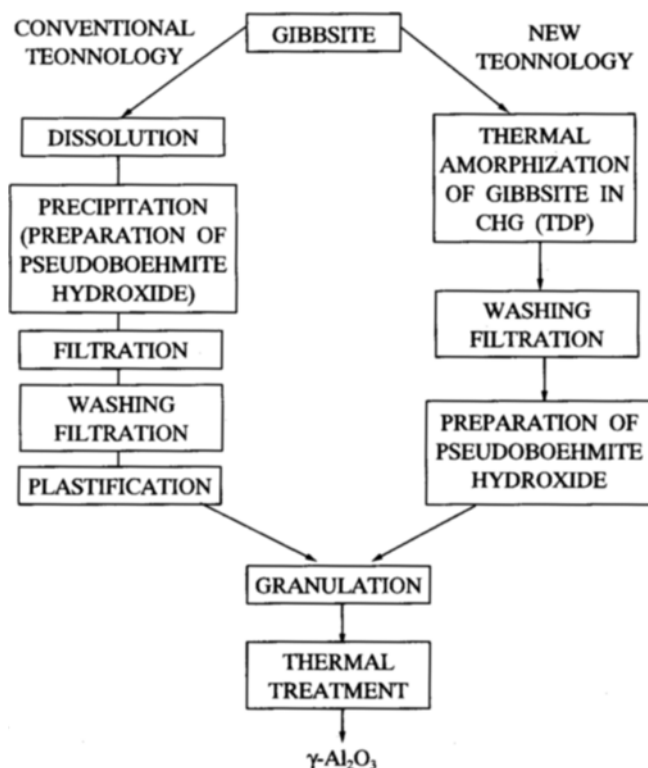 CONVENTIONAL
TEONNOLOGY
GIBBSITE
NEW
TEONNOLOGY
DISSOLUTION
PRECIPITATION
(PREPARATION OF
PSEUDOBOEHMITE
HYDROXIDE)
FILTRATION
WASHING
FILTRATION
PLASTIFICATION
THERMAL
AMORPHIZATION
OF GIBBSITE IN
CHG (TDP)
WASHING
FILTRATION
PREPARATION OF
PSEUDOBOEHMITE
HYDROXIDE
GRANULATION
THERMAL
TREATMENT
γ-Al₂O₃